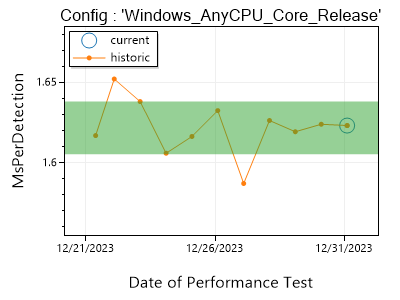 Config : 'Windows_AnyCPU_Core_Release'
current
historic
MsPerDetection
1.65
1.6
12/21/2023
12/26/2023
12/31/2023
Date of Performance Test